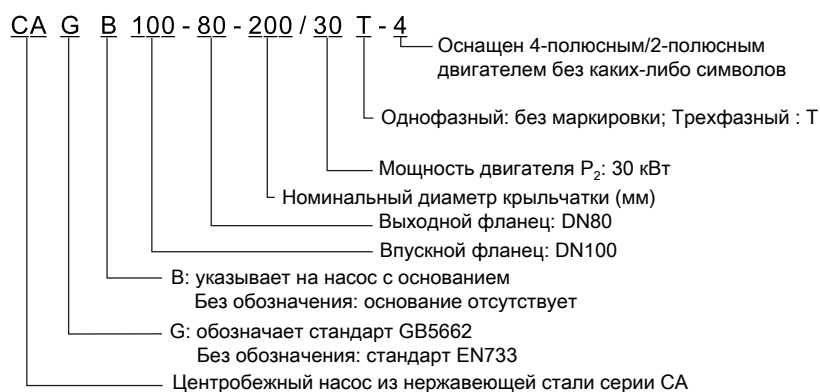 CA G B 100 - 80 - 200 / 30 T - 4
Оснащен 4-полюсным/2-полюсным
двигателем без каких-либо символов
Однофазный: без маркировки; Трехфазный : T
Мощность двигателя P₂: 30 кВт
Номинальный диаметр крыльчатки (мм)
Выходной фланец: DN80
Впускной фланец: DN100
B: указывает на насос с основанием
Без обозначения: основание отсутствует
G: обозначает стандарт GB5662
Без обозначения: стандарт EN733
Центробежный насос из нержавеющей стали серии CA